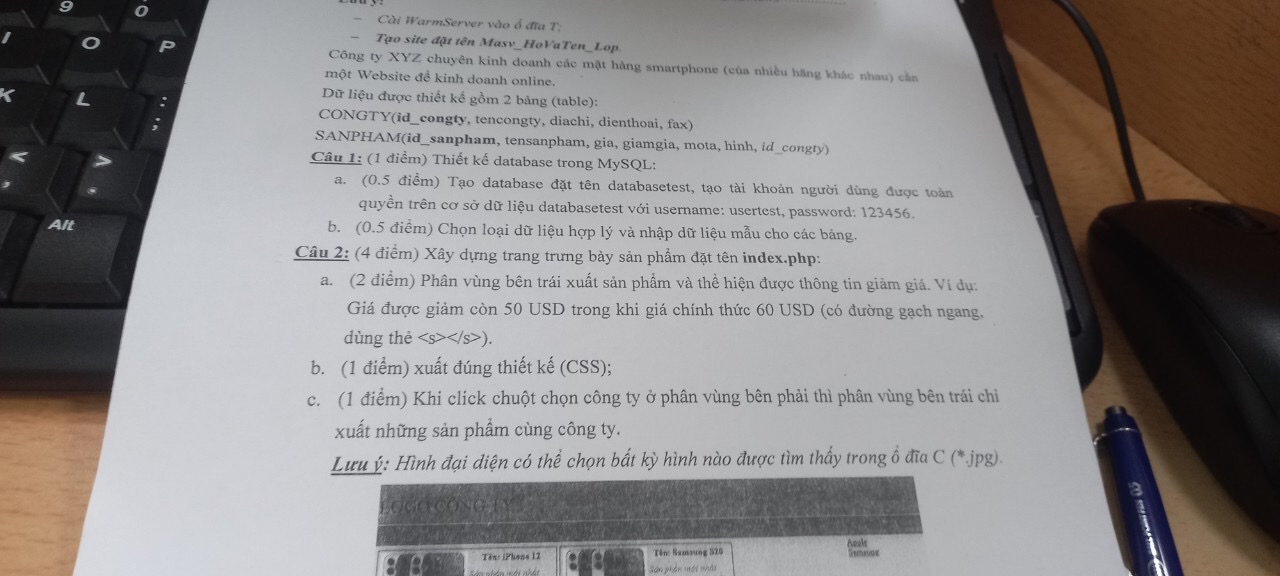 9
0
I
O
P
K
L
:
;
<
,
>
.
Alt
Lưu ý:
– Cài WarmServer vào ổ đĩa T:
– Tạo site đặt tên Masv_HoVaTen_Lop.
Công ty XYZ chuyên kinh doanh các mặt hàng smartphone (của nhiều hãng khác nhau) cần
một Website để kinh doanh online.
Dữ liệu được thiết kế gồm 2 bảng (table):
CONGTY(id_congty, tencongty, diachi, dienthoai, fax)
SANPHAM(id_sanpham, tensanpham, gia, giamgia, mota, hinh, id_congty)
Câu 1: (1 điểm) Thiết kế database trong MySQL:
a. (0.5 điểm) Tạo database đặt tên databasetest, tạo tài khoản người dùng được toàn
quyền trên cơ sở dữ liệu databasetest với username: usertest, password: 123456.
b. (0.5 điểm) Chọn loại dữ liệu hợp lý và nhập dữ liệu mẫu cho các bảng.
Câu 2: (4 điểm) Xây dựng trang trưng bày sản phẩm đặt tên index.php:
a. (2 điểm) Phân vùng bên trái xuất sản phẩm và thể hiện được thông tin giảm giá. Ví dụ:
Giá được giảm còn 50 USD trong khi giá chính thức 60 USD (có đường gạch ngang,
dùng thẻ <s></s>).
b. (1 điểm) xuất đúng thiết kế (CSS);
c. (1 điểm) Khi click chuột chọn công ty ở phân vùng bên phải thì phân vùng bên trái chỉ
xuất những sản phẩm cùng công ty.
Lưu ý: Hình đại diện có thể chọn bất kỳ hình nào được tìm thấy trong ổ đĩa C (*.jpg).
LOGO CÔNG TY
Tên: iPhone 12
Tên: Samsung S20
Apple
Samsung
Sản phẩm mới nhất
Sản phẩm mới nhất